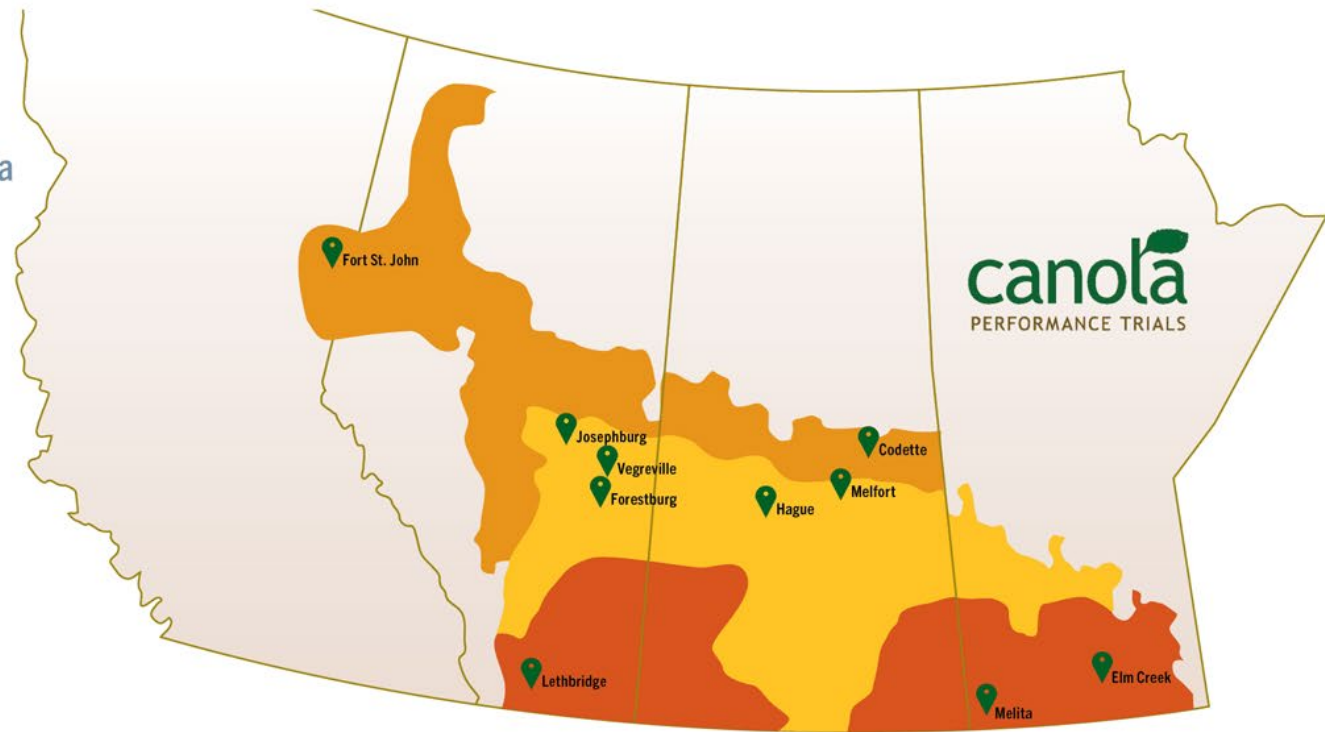 a
Fort St. John
canola
PERFORMANCE TRIALS
Josephburg
Codette
Vegreville
Melfort
Forestburg
Hague
Elm Creek
Lethbridge
Melita